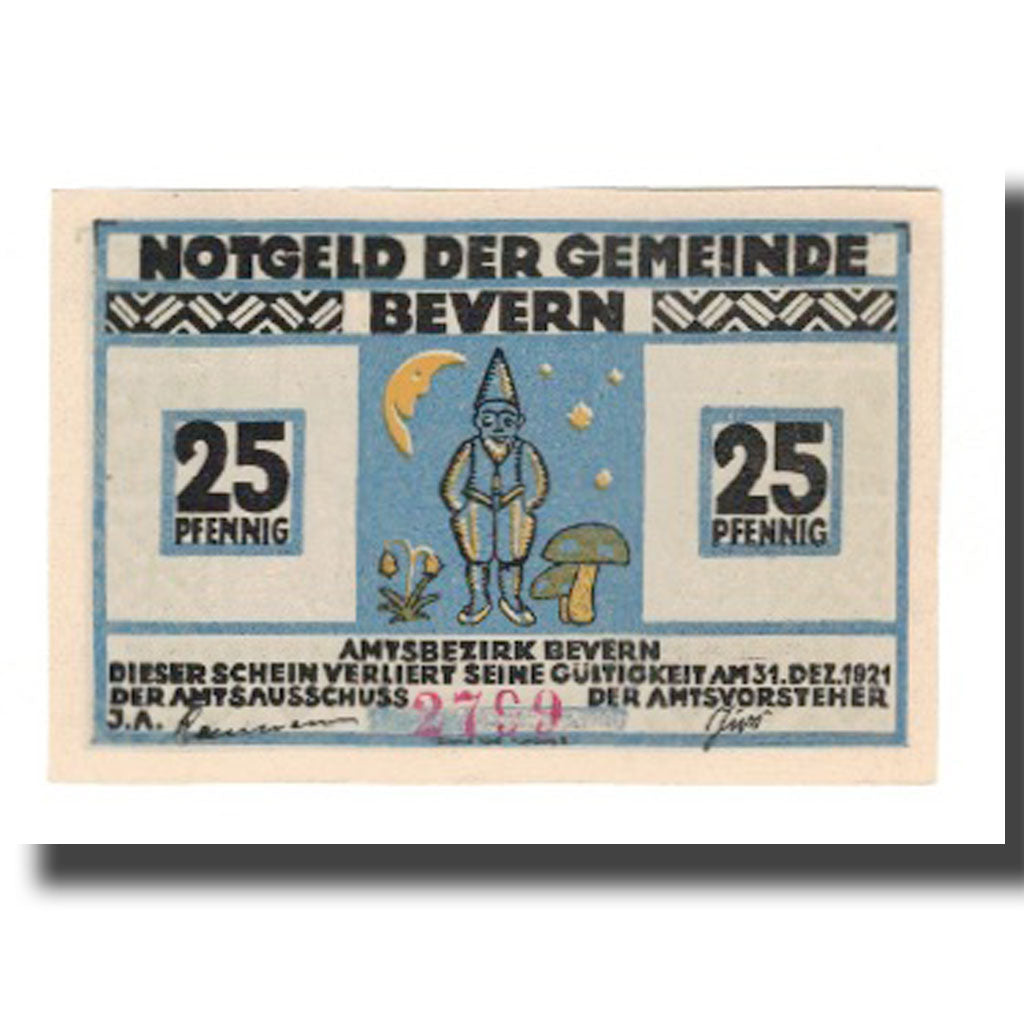 NOTGELD DER GEMEINDE
BEVERN
25
PFENNIG
25
PFENNIG
AMTSBEZIRK BEVERN
DIESER SCHEIN VERLIERT SEINE GÜLTIGKEIT AM 31. DEZ. 1921
DER AMTSAUSSCHUSS DER AMTSVORSTEHER
J.A.
2799